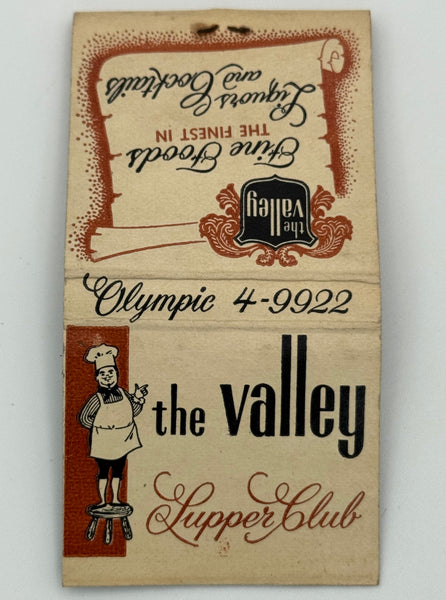 the valley
THE FINEST IN
Fine Foods
Liquors & Cocktails
and
Olympic 4-9922
the valley
Supper Club